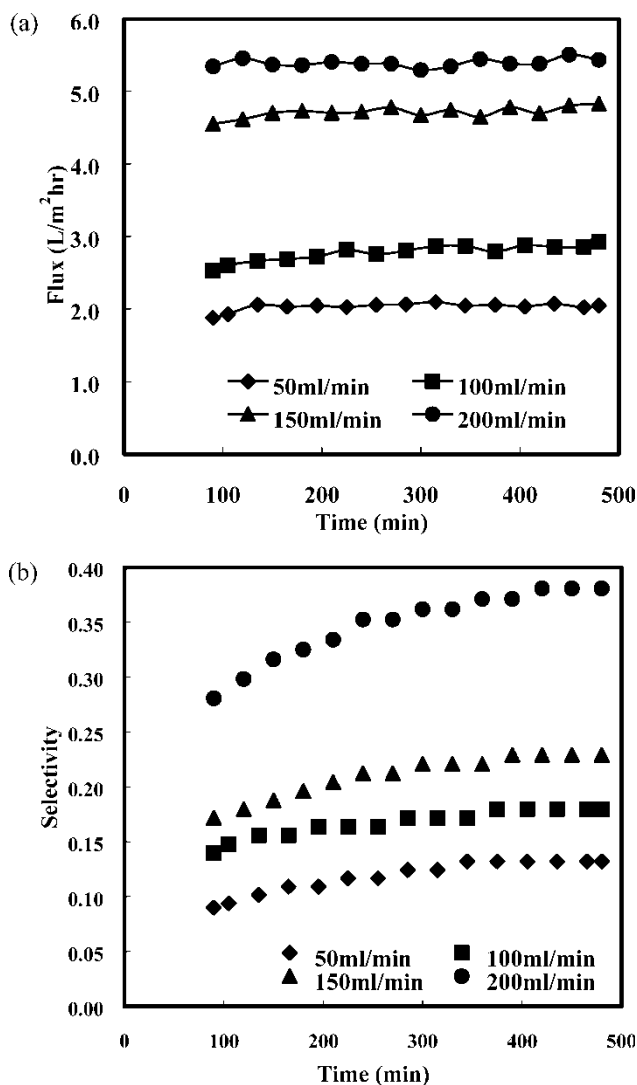 (a)
6.0
5.0
4.0
3.0
2.0
1.0
0.0
Flux (L/m²hr)
50ml/min 100ml/min
150ml/min 200ml/min
0 100 200 300 400 500
Time (min)
(b)
0.40
0.35
0.30
0.25
0.20
0.15
0.10
0.05
0.00
Selectivity
50ml/min 100ml/min
150ml/min 200ml/min
0 100 200 300 400 500
Time (min)